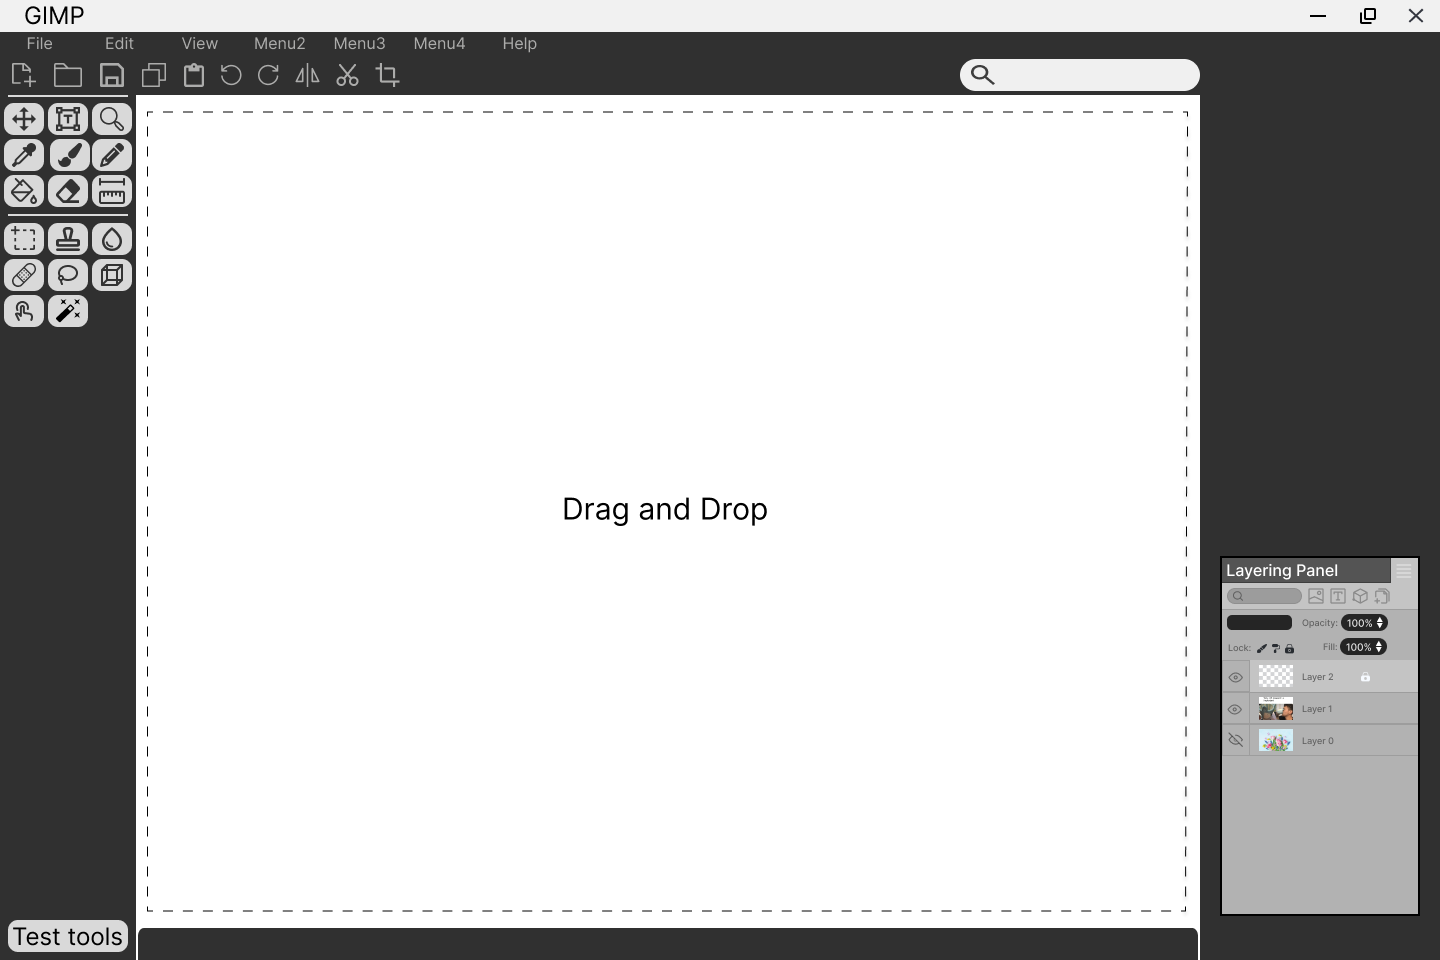 GIMP
File Edit View Menu2 Menu3 Menu4 Help
T
Drag and Drop
Layering Panel
T
Opacity: 100%
Lock: Fill: 100%
Layer 2
Layer 1
Layer 0
Test tools